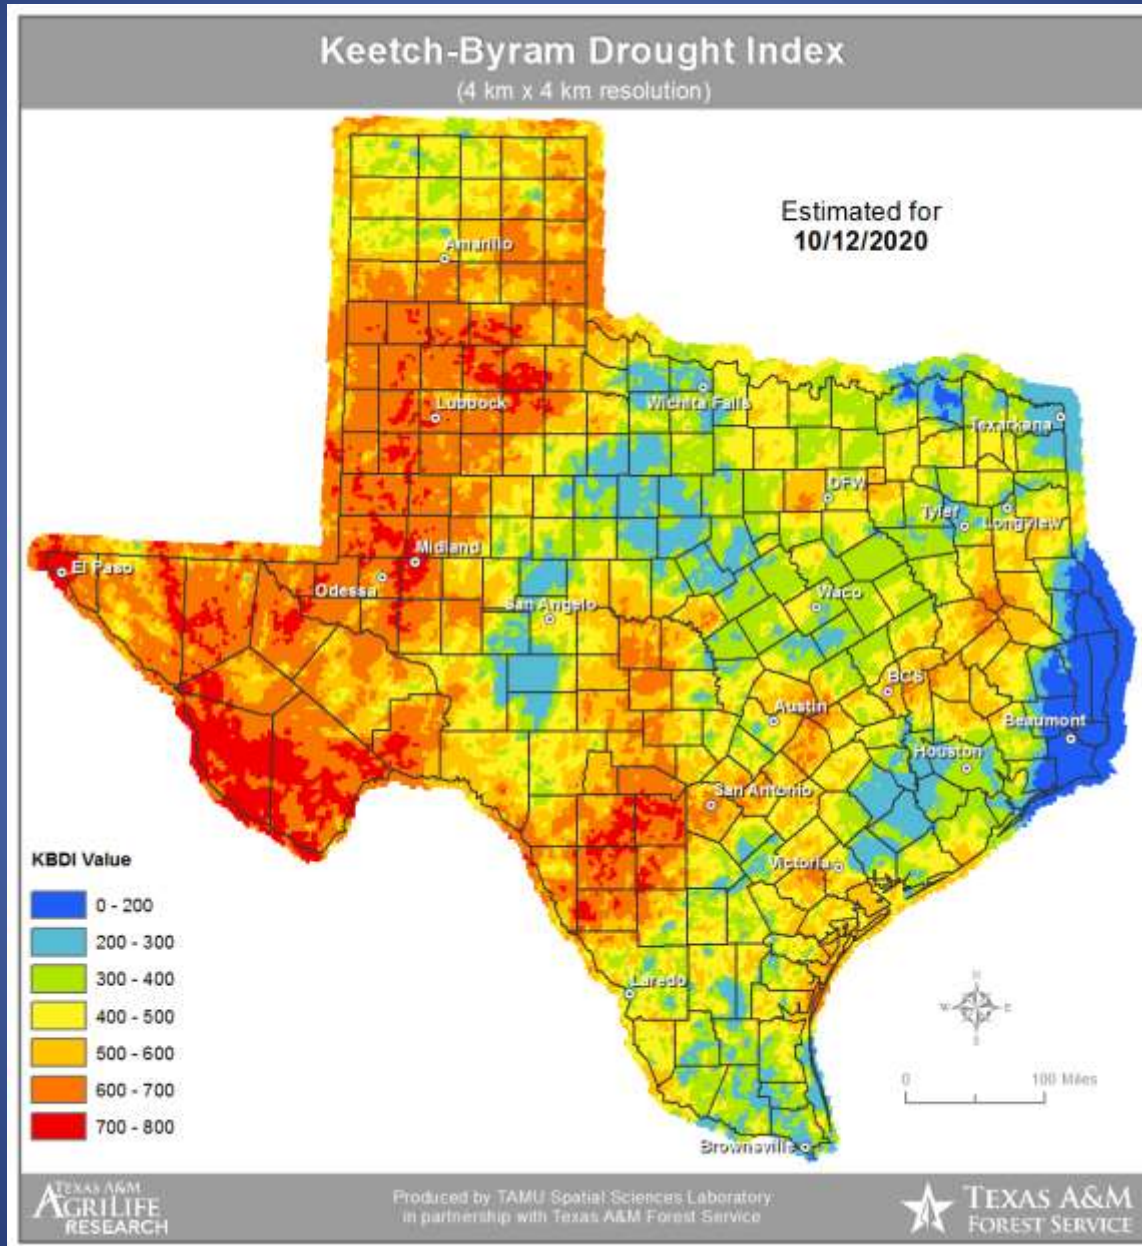 Keetch-Byram Drought Index
(4 km x 4 km resolution)
Estimated for
10/12/2020
Amarillo
Lubbock
Wichita Falls
Texarkana
DFW
Tyler
Longview
El Paso
Midland
Odessa
San Angelo
Waco
BCS
Austin
Beaumont
Houston
San Antonio
Victoria
Laredo
Brownsville
KBDI Value
0 - 200
200 - 300
300 - 400
400 - 500
500 - 600
600 - 700
700 - 800
N
W E
S
0 100 Miles
TEXAS A&M
AGRILIFE
RESEARCH
Produced by TAMU Spatial Sciences Laboratory
in partnership with Texas A&M Forest Service
TEXAS A&M
FOREST SERVICE